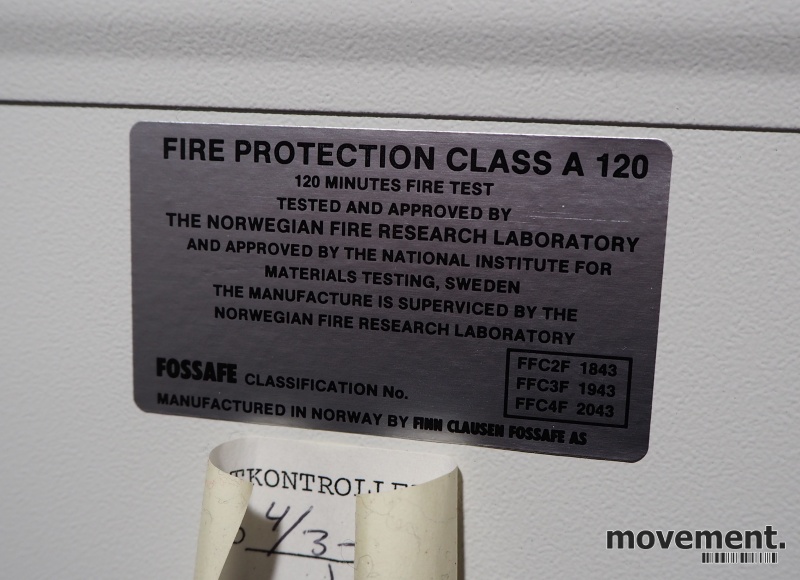 FIRE PROTECTION CLASS A 120
120 MINUTES FIRE TEST
TESTED AND APPROVED BY
THE NORWEGIAN FIRE RESEARCH LABORATORY
AND APPROVED BY THE NATIONAL INSTITUTE FOR
MATERIALS TESTING, SWEDEN
THE MANUFACTURE IS SUPERVICED BY THE
NORWEGIAN FIRE RESEARCH LABORATORY
FOSSAFE CLASSIFICATION No.
FFC2F 1843
FFC3F 1943
FFC4F 2043
MANUFACTURED IN NORWAY BY FINN CLAUSEN FOSSAFE AS
4/3-
movement.